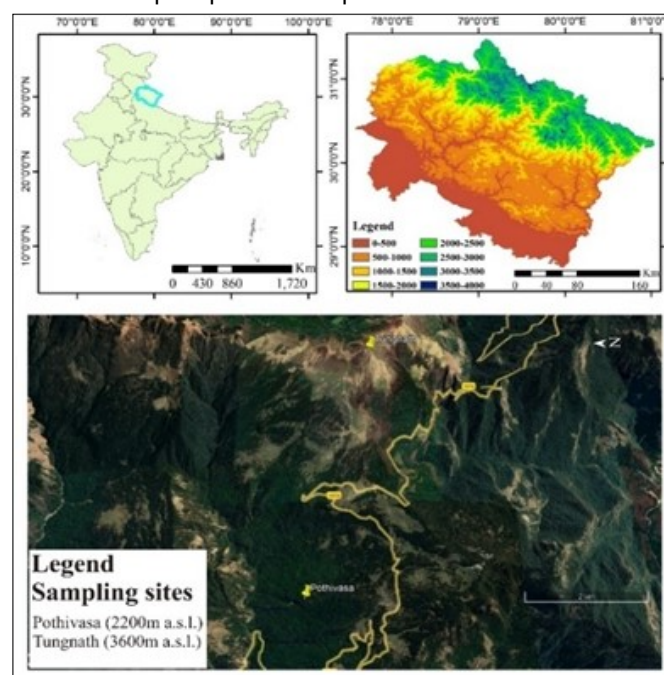 70°0'0"E 80°0'0"E 90°0'0"E 100°0'0"E
30°0'0"N
20°0'0"N
10°0'0"N
Km
0 430 860 1,720
78°0'0"E 79°0'0"E 80°0'0"E 81°0'0"
31°0'0"N
30°0'0"N
29°0'0"N
Legend
0-500 2000-2500
500-1000 2500-3000
1000-1500 3000-3500
1500-2000 3500-4000
Km
0 40 80 160
N
Pothivasa
Legend
Sampling sites
Pothivasa (2200m a.s.l.)
Tungnath (3600m a.s.l.)